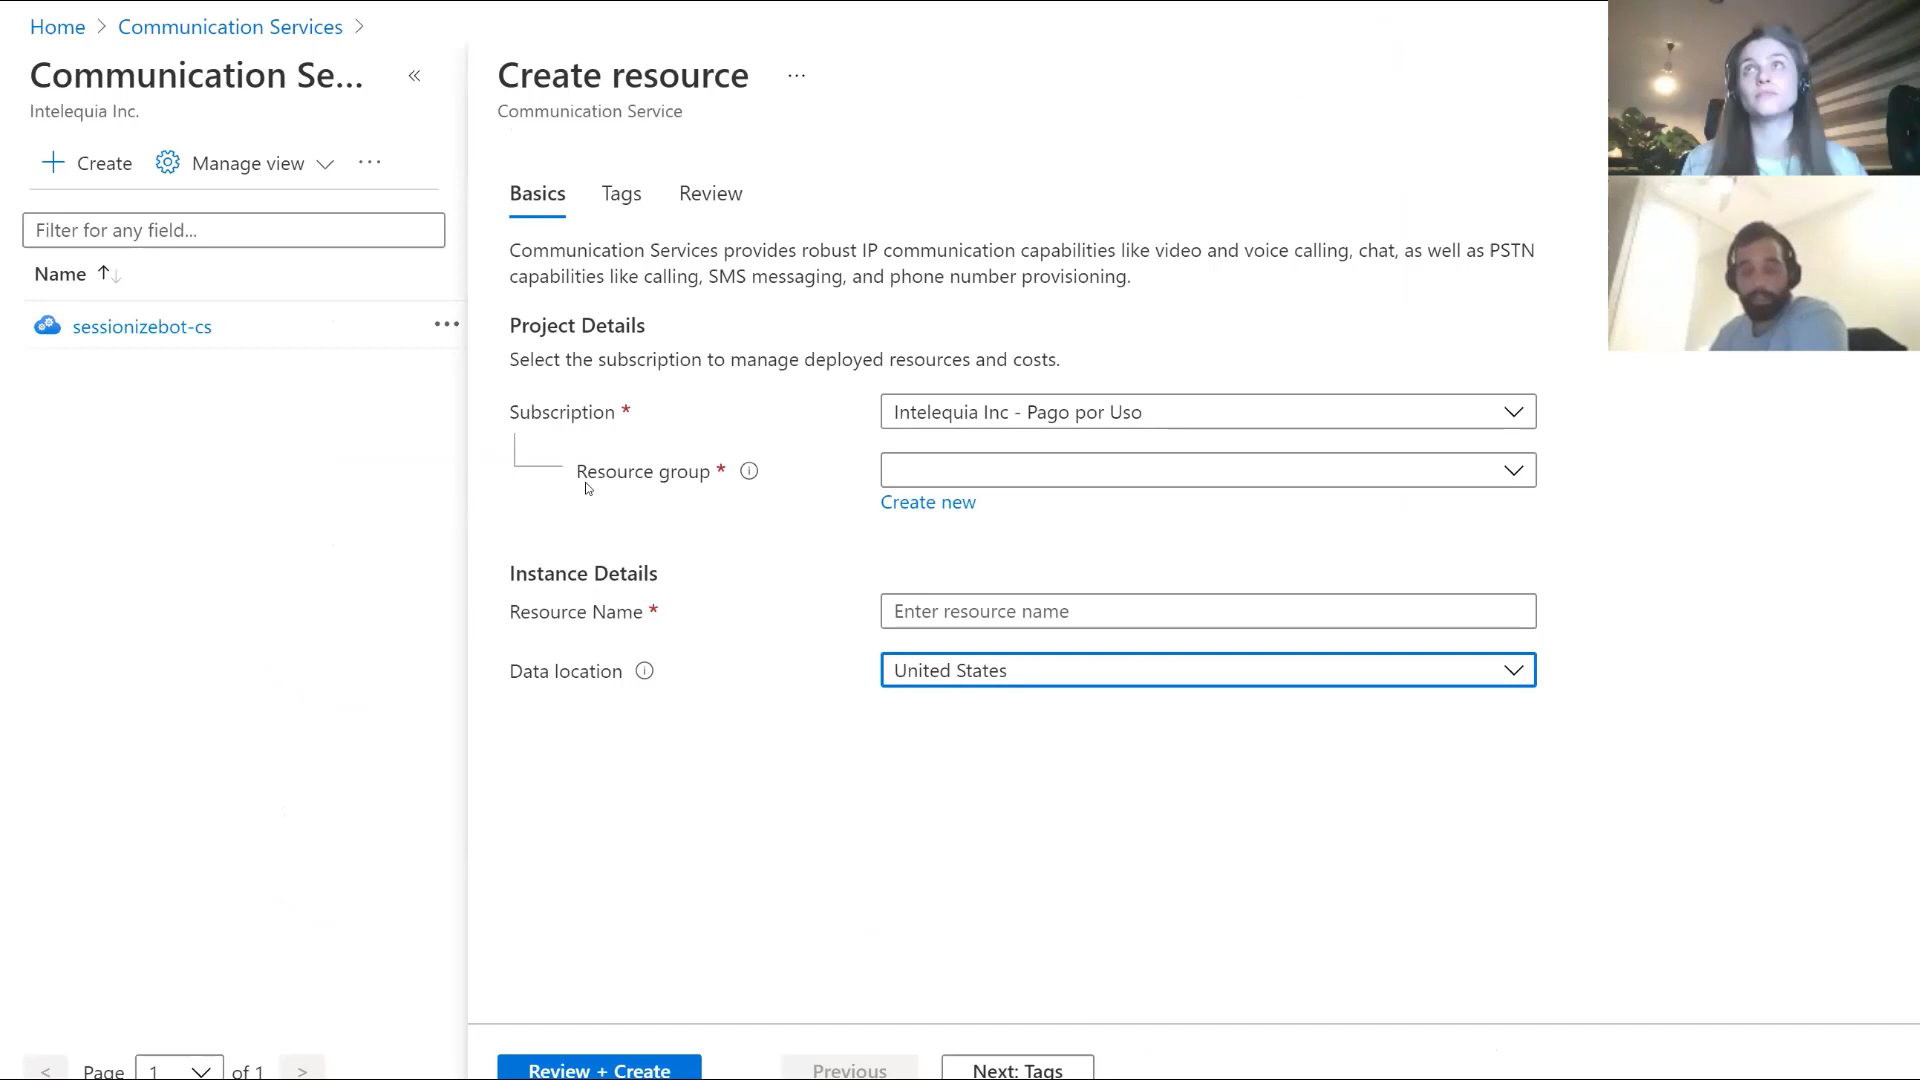 Home > Communication Services >
Communication Se... «
Intelequia Inc.
+ Create Manage view ...
Filter for any field...
Name ↑↓
sessionizebot-cs ...
Create resource ...
Communication Service
Basics Tags Review
Communication Services provides robust IP communication capabilities like video and voice calling, chat, as well as PSTN
capabilities like calling, SMS messaging, and phone number provisioning.
Project Details
Select the subscription to manage deployed resources and costs.
Subscription * Intelequia Inc - Pago por Uso
Resource group *
Create new
Instance Details
Resource Name * Enter resource name
Data location United States
< Page 1 of 1 >
Review + Create Previous Next: Tags